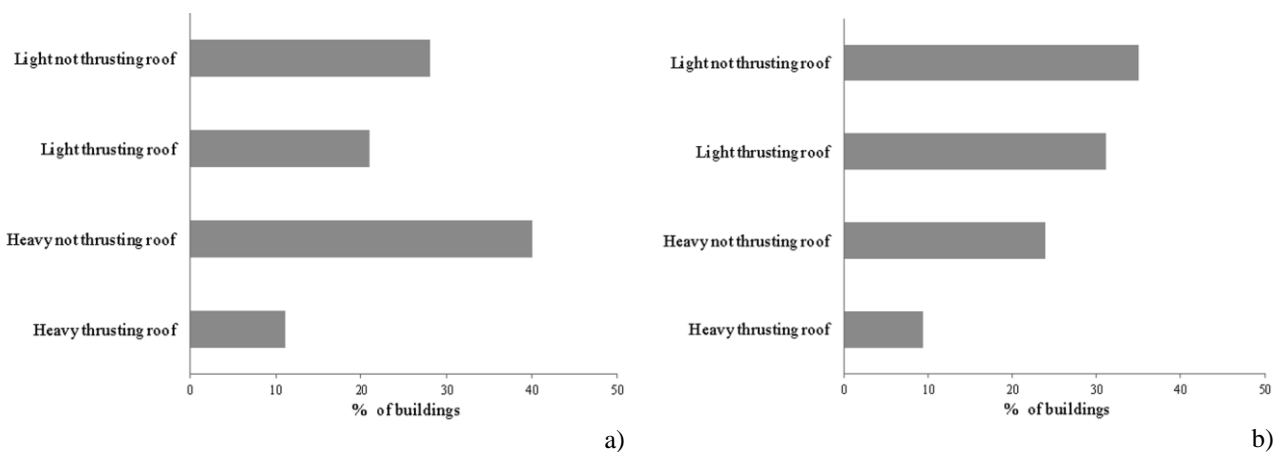 Light not thrusting roof
Light thrusting roof
Heavy not thrusting roof
Heavy thrusting roof
0 10 20 30 40 50
% of buildings
a)
Light not thrusting roof
Light thrusting roof
Heavy not thrusting roof
Heavy thrusting roof
0 10 20 30 40 50
% of buildings
b)